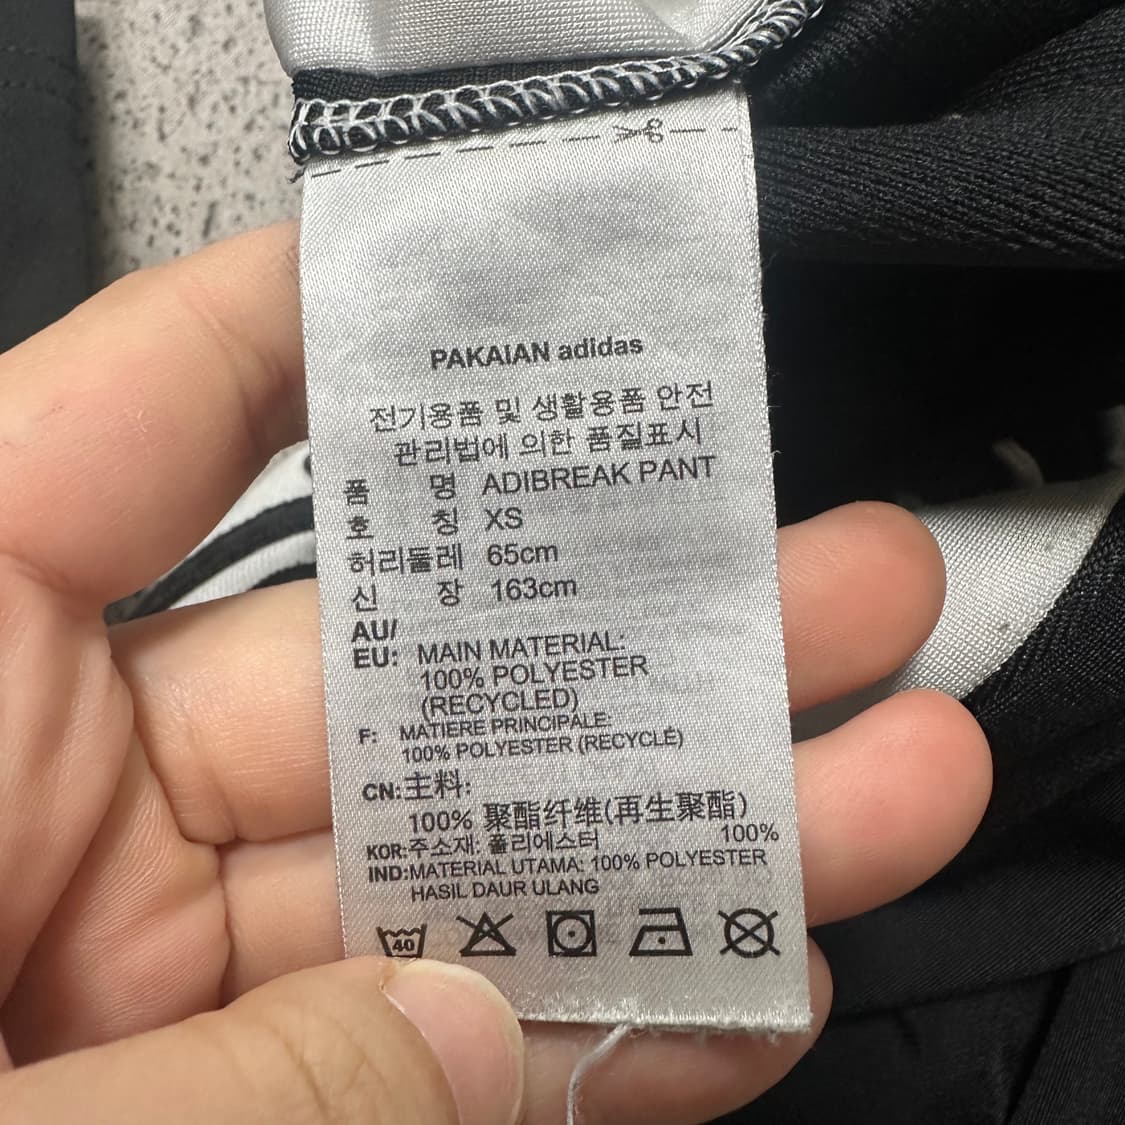 PAKAIAN adidas
전기용품 및 생활용품 안전
관리법에 의한 품질표시
품 명 ADIBREAK PANT
호 칭 XS
허리둘레 65cm
신 장 163cm
AU/
EU: MAIN MATERIAL:
100% POLYESTER
(RECYCLED)
F: MATIERE PRINCIPALE:
100% POLYESTER (RECYCLÉ)
CN:主料:
100% 聚酯纤维(再生聚酯)
KOR:주소재: 폴리에스터 100%
IND:MATERIAL UTAMA: 100% POLYESTER
HASIL DAUR ULANG
40